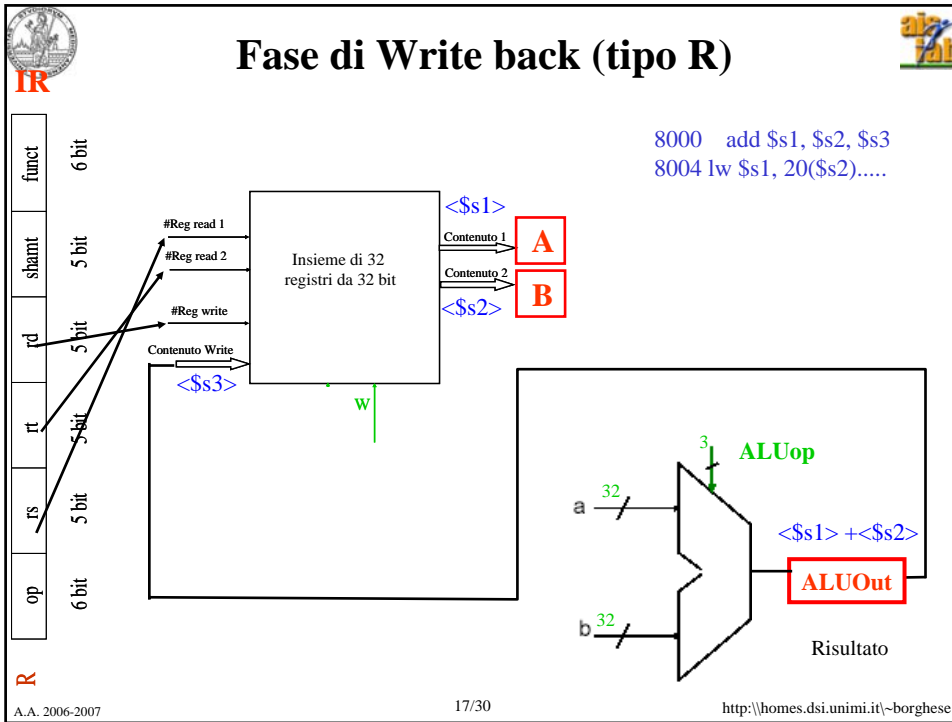 Fase di Write back (tipo R)
IR
8000 add $s1, $s2, $s3
8004 lw $s1, 20($s2).....
funct
6 bit
shamt
5 bit
rd
5 bit
rt
5 bit
rs
5 bit
op
6 bit
R
#Reg read 1
#Reg read 2
#Reg write
Contenuto Write
<$s3>
Insieme di 32
registri da 32 bit
w
<$s1>
Contenuto 1
A
Contenuto 2
B
<$s2>
3
ALUop
a
32
b
32
<$s1> +<$s2>
ALUOut
Risultato
A.A. 2006-2007
17/30
http:\\homes.dsi.unimi.it\~borghese